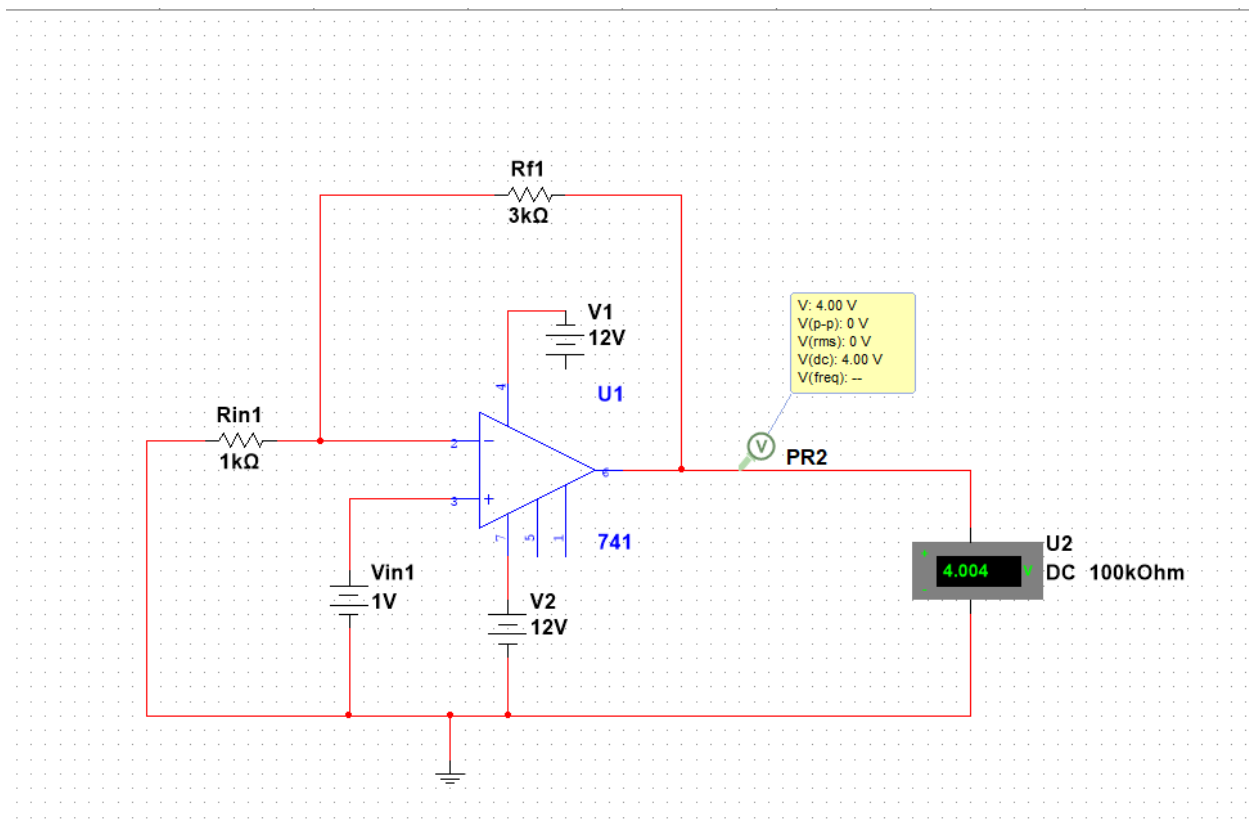 Rf1
3kΩ
V1
12V
V: 4.00 V
V(p-p): 0 V
V(rms): 0 V
V(dc): 4.00 V
V(freq): --
4
U1
Rin1
1kΩ
2
−
V
PR2
6
3
+
7
5
1
741
U2
+
4.004
V
DC 100kOhm
-
Vin1
1V
V2
12V